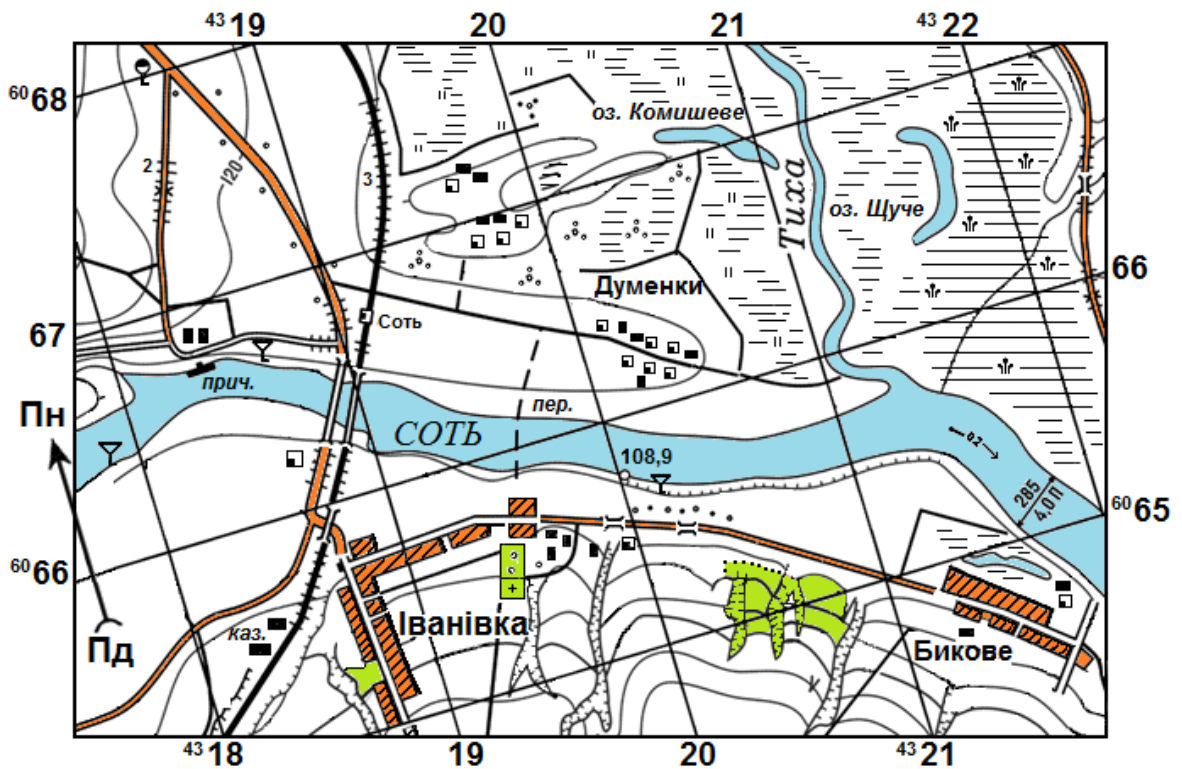 43 19
20
21
43 22
60 68
оз. Комишеве
2
120
3
Тиха
оз. Щуче
66
Думенки
67
Соть
прич.
пер.
Пн
СОТЬ
0,2
108,9
285
4,0 П
60 65
60 66
каз.
Іванівка
Бикове
Пд
43 18
19
20
43 21